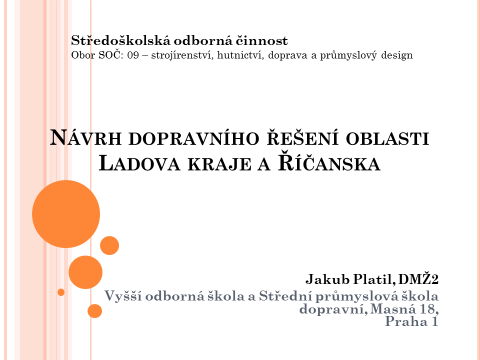 Středoškolská odborná činnost
Obor SOČ: 09 – strojírenství, hutnictví, doprava a průmyslový design
Návrh dopravního řešení oblasti
Ladova kraje a Říčanska
Jakub Platil, DMŽ2
Vyšší odborná škola a Střední průmyslová škola
dopravní, Masná 18,
Praha 1